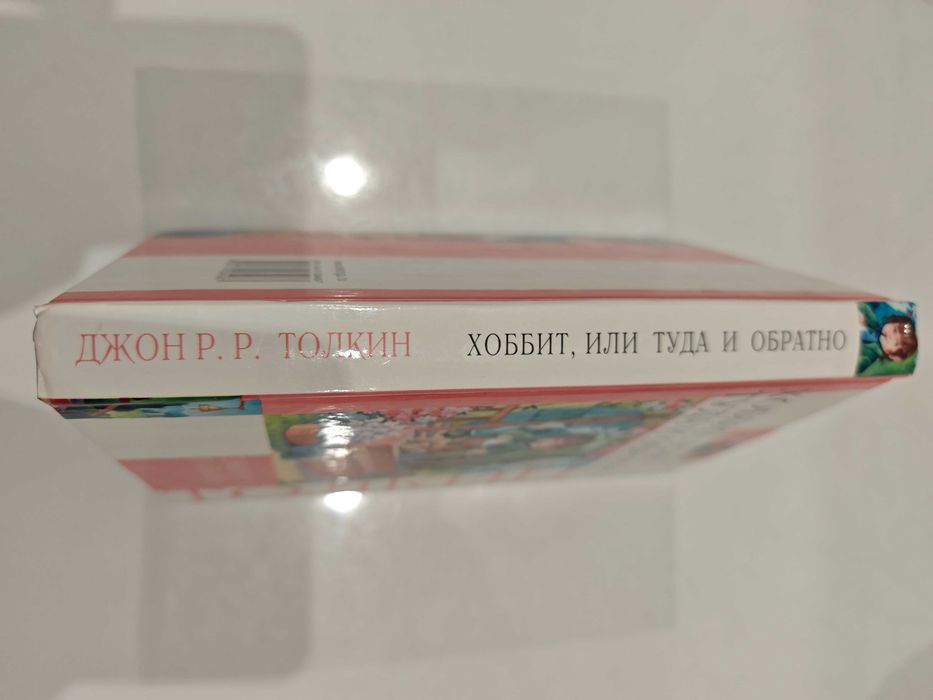 ДЖОН Р. Р. ТОЛКИН ХОББИТ, ИЛИ ТУДА И ОБРАТНО